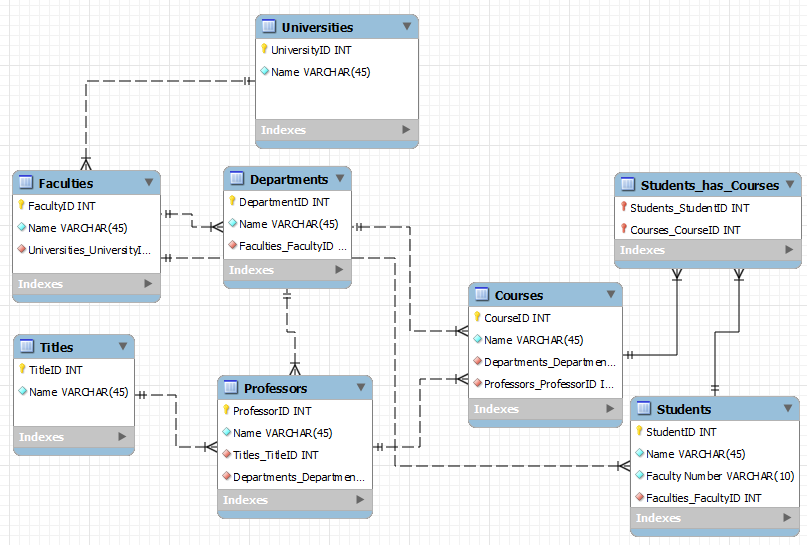 Universities
UniversityID INT
Name VARCHAR(45)
Indexes
Faculties
FacultyID INT
Name VARCHAR(45)
Universities_UniversityI...
Indexes
Departments
DepartmentID INT
Name VARCHAR(45)
Faculties_FacultyID ...
Indexes
Students_has_Courses
Students_StudentID INT
Courses_CourseID INT
Indexes
Titles
TitleID INT
Name VARCHAR(45)
Indexes
Professors
ProfessorID INT
Name VARCHAR(45)
Titles_TitleID INT
Departments_Departmen...
Indexes
Courses
CourseID INT
Name VARCHAR(45)
Departments_Departmen...
Professors_ProfessorID I...
Indexes
Students
StudentID INT
Name VARCHAR(45)
Faculty Number VARCHAR(10)
Faculties_FacultyID INT
Indexes